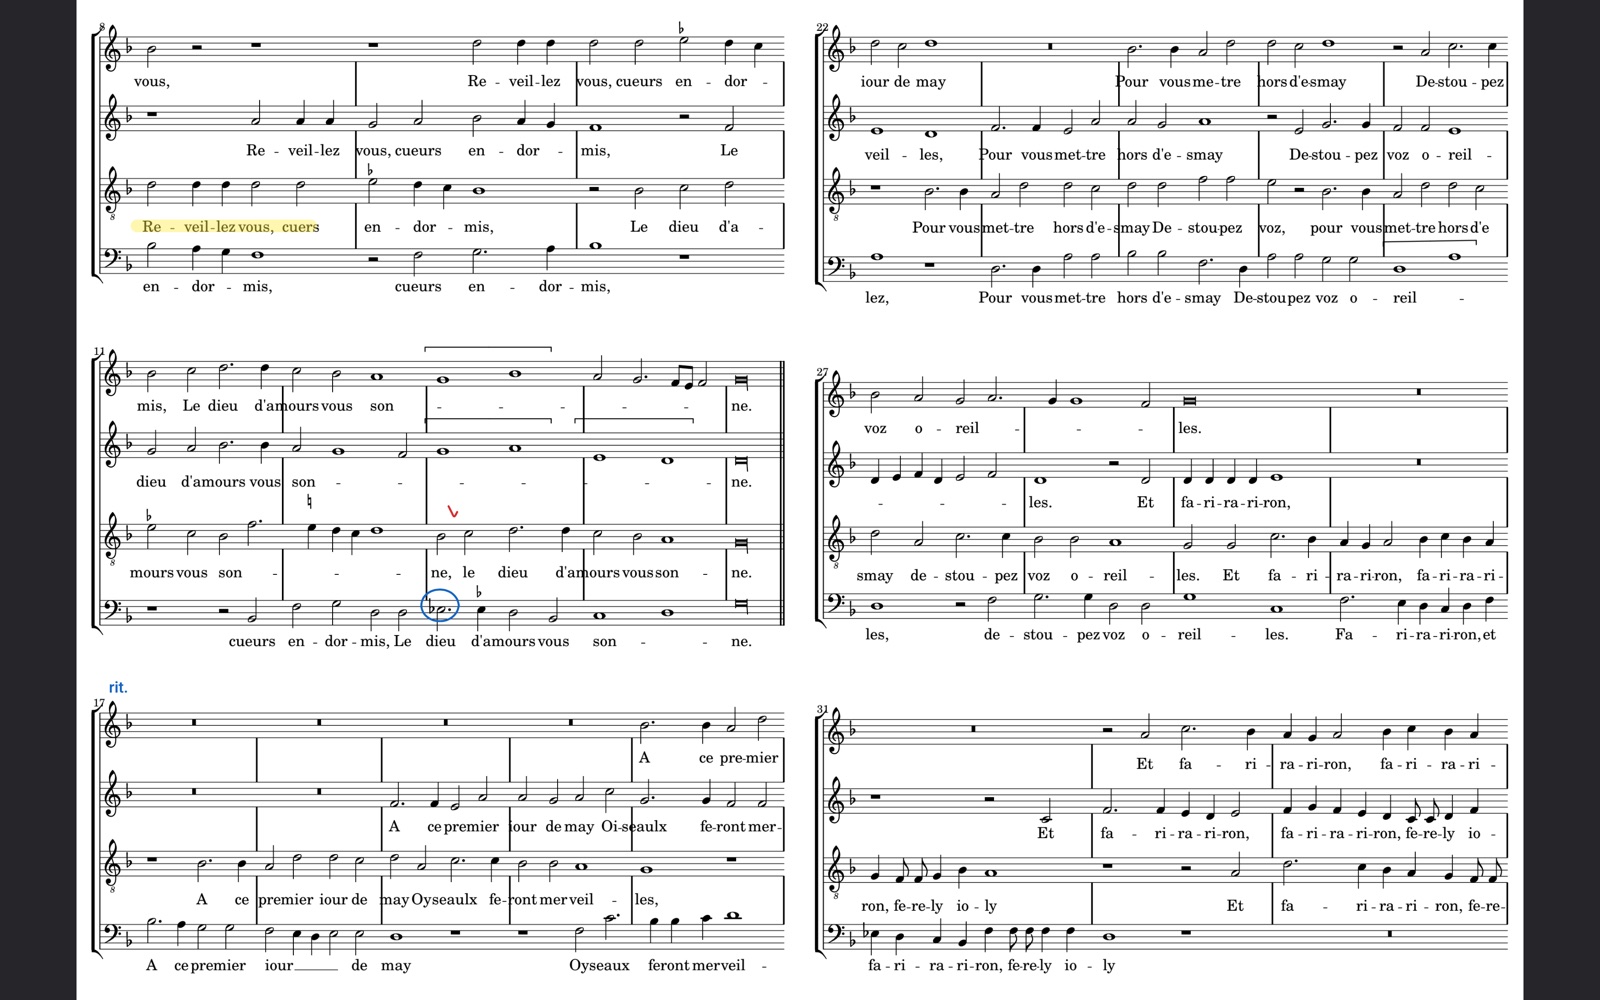 8
vous, Re - veil - lez vous, cueurs en - dor -
Re - veil - lez vous, cueurs en - dor - mis, Le
8
Re - veil - lez vous, cuers en - dor - mis, Le dieu d'a -
en - dor - mis, cueurs en - dor - mis,
11
mis, Le dieu d'amours vous son - - - - - ne.
dieu d'amours vous son - - - - - - - ne.
8
mours vous son - - - - ne, le dieu d'amours vous son - ne.
cueurs en - dor - mis, Le dieu d'amours vous son - ne.
rit.
17
A ce premier
A ce premier iour de may Oi-seaulx fe-ront mer-
8
A ce premier iour de may Oyseaulx fe-ront merveil - les,
A ce premier iour____ de may Oyseaux feront merveil -
22
iour de may Pour vous me-tre hors d'esmay De-stou-pez
veil - les, Pour vous met-tre hors d'e - smay De-stou - pez voz o - reil -
8
Pour vous met-tre hors d'e-smay De-stou-pez voz, pour vous met-tre hors d'e
lez, Pour vous met-tre hors d'e - smay De-stoupez voz o - reil -
27
voz o - reil - - - - les.
- - - - les. Et fa - ri - ra - ri-ron,
8
smay de - stou - pez voz o - reil - les. Et fa - ri - ra - ri-ron, fa - ri - ra - ri -
les, de - stou - pez voz o - reil - les. Fa - ri - ra - ri-ron, et
31
Et fa - ri - ra - ri-ron, fa - ri - ra - ri -
Et fa - ri - ra - ri-ron, fa - ri - ra - ri-ron, fe-re-ly io -
8
ron, fe-re-ly io - ly Et fa - ri - ra - ri - ron, fe-re-
fa - ri - ra - ri-ron, fe-re-ly io - ly